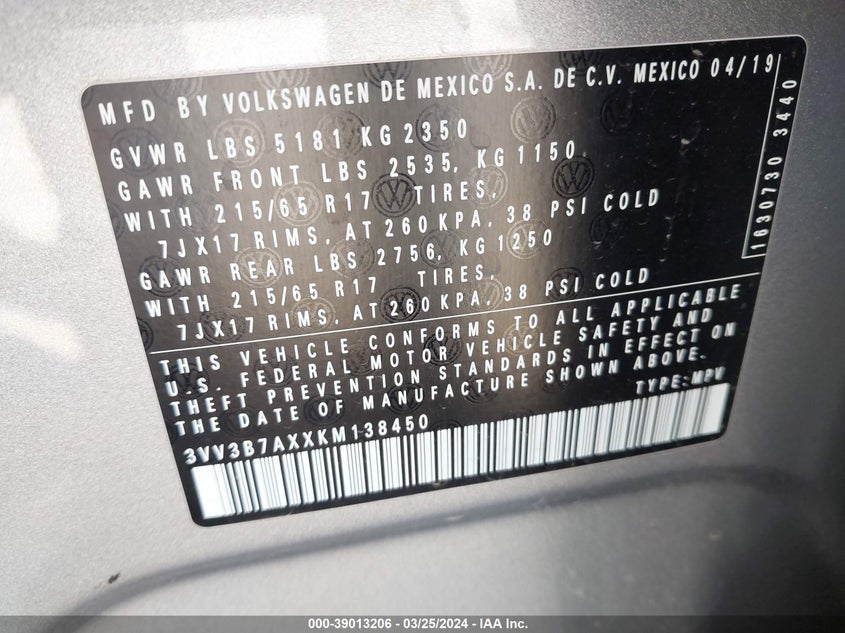 MFD BY VOLKSWAGEN DE MEXICO S.A. DE C.V. MEXICO 04/19
GVWR LBS 5181 KG 2350
GAWR FRONT LBS 2535, KG 1150
WITH 215/65 R17 TIRES,
7JX17 RIMS, AT 260 KPA, 38 PSI COLD
GAWR REAR LBS 2756, KG 1250
WITH 215/65 R17 TIRES,
7JX17 RIMS, AT 260 KPA, 38 PSI COLD
1630730 3440
THIS VEHICLE CONFORMS TO ALL APPLICABLE
U.S. FEDERAL MOTOR VEHICLE SAFETY AND
THEFT PREVENTION STANDARDS IN EFFECT ON
THE DATE OF MANUFACTURE SHOWN ABOVE.
3VV3B7AXXKM138450 TYPE:MPV
000-39013206 - 03/25/2024 - IAA Inc.